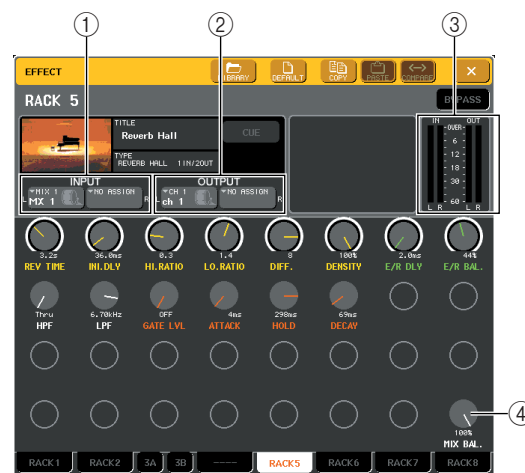 ① ② ③
EFFECT LIBRARY DEFAULT COPY PASTE COMPARE ×
RACK 5 BYPASS
TITLE
Reverb Hall
CUE
TYPE
REVERB HALL 1IN/2OUT
IN OUT
OVER
6
12
18
30
60
L R L R
INPUT OUTPUT
L ▼MIX 1 ▼NO ASSIGN R L ▼CH 1 ▼NO ASSIGN R
MX 1 ch 1
3.2s 36.0ms 0.3 1.4 8 100% 2.0ms 44%
REV TIME INI.DLY HI.RATIO LO.RATIO DIFF. DENSITY E/R DLY E/R BAL.
Thru 6.70kHz OFF 4ms 298ms 69ms
HPF LPF GATE LVL ATTACK HOLD DECAY
④
100%
MIX BAL.
RACK1 RACK2 3A 3B ---- RACK5 RACK6 RACK7 RACK8